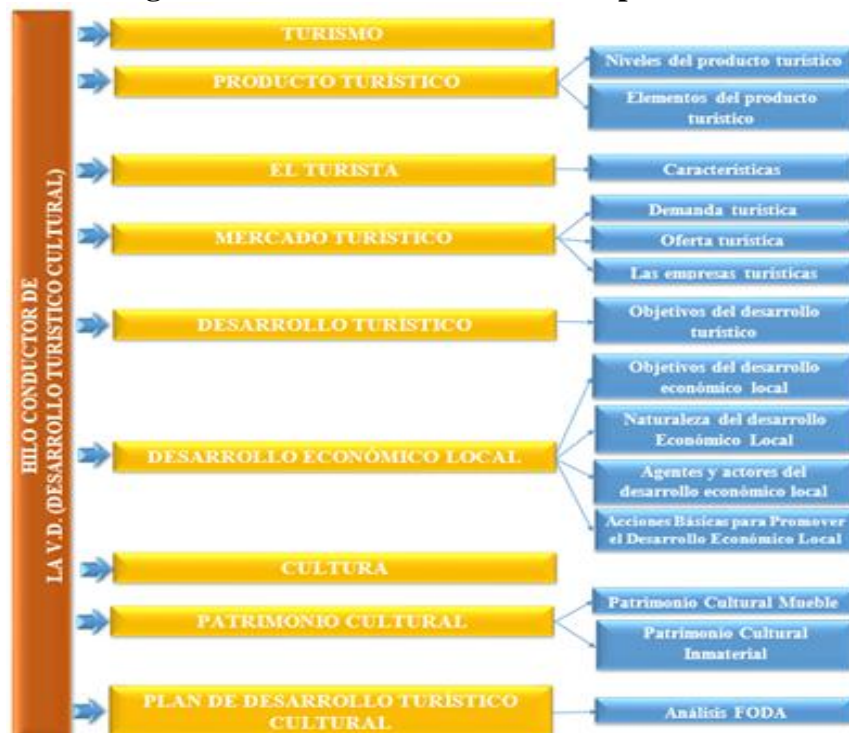 HILO CONDUCTOR DE
LA V.D. (DESARROLLO TURISTICO CULTURAL)
TURISMO
PRODUCTO TURÍSTICO
Niveles del producto turístico
Elementos del producto
turístico
EL TURISTA
Características
MERCADO TURÍSTICO
Demanda turística
Oferta turística
Las empresas turísticas
DESARROLLO TURÍSTICO
Objetivos del desarrollo
turístico
DESARROLLO ECONÓMICO LOCAL
Objetivos del desarrollo
económico local
Naturaleza del desarrollo
Económico Local
Agentes y actores del
desarrollo económico local
Acciones Básicas para Promover
el Desarrollo Económico Local
CULTURA
PATRIMONIO CULTURAL
Patrimonio Cultural Mueble
Patrimonio Cultural
Inmaterial
PLAN DE DESARROLLO TURÍSTICO
CULTURAL
Análisis FODA